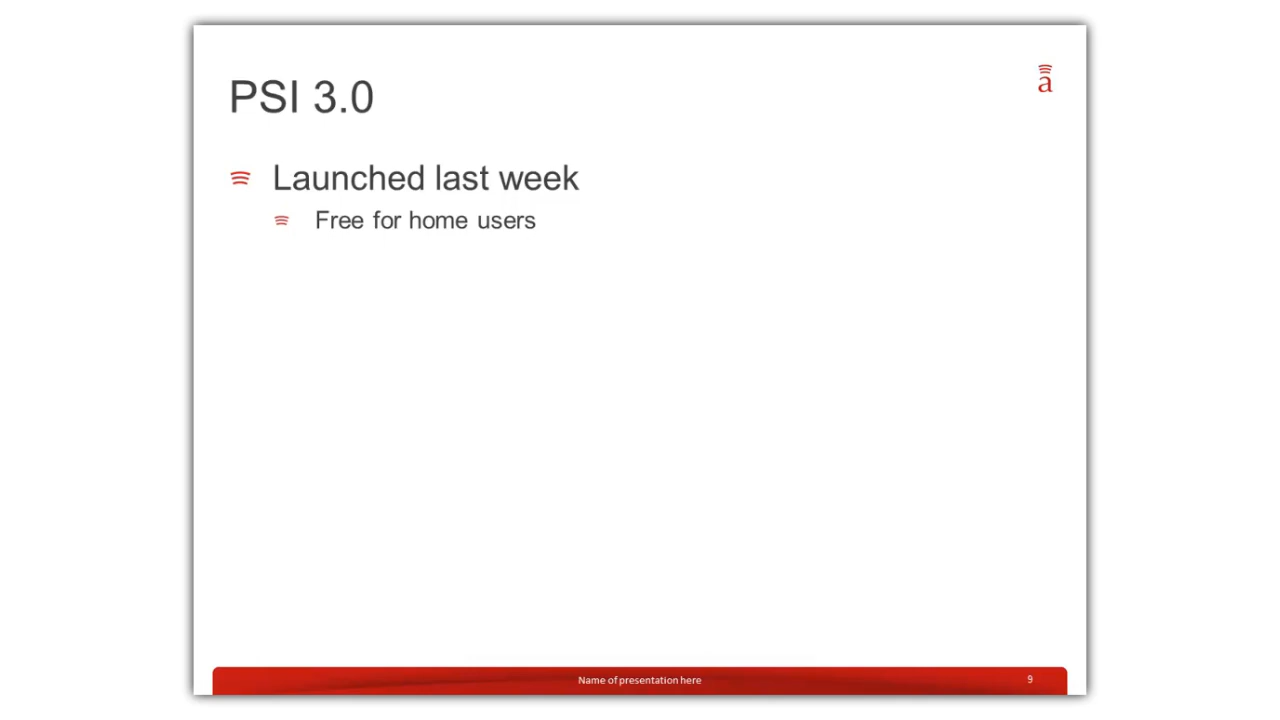 PSI 3.0
a
Launched last week
Free for home users
Name of presentation here
9